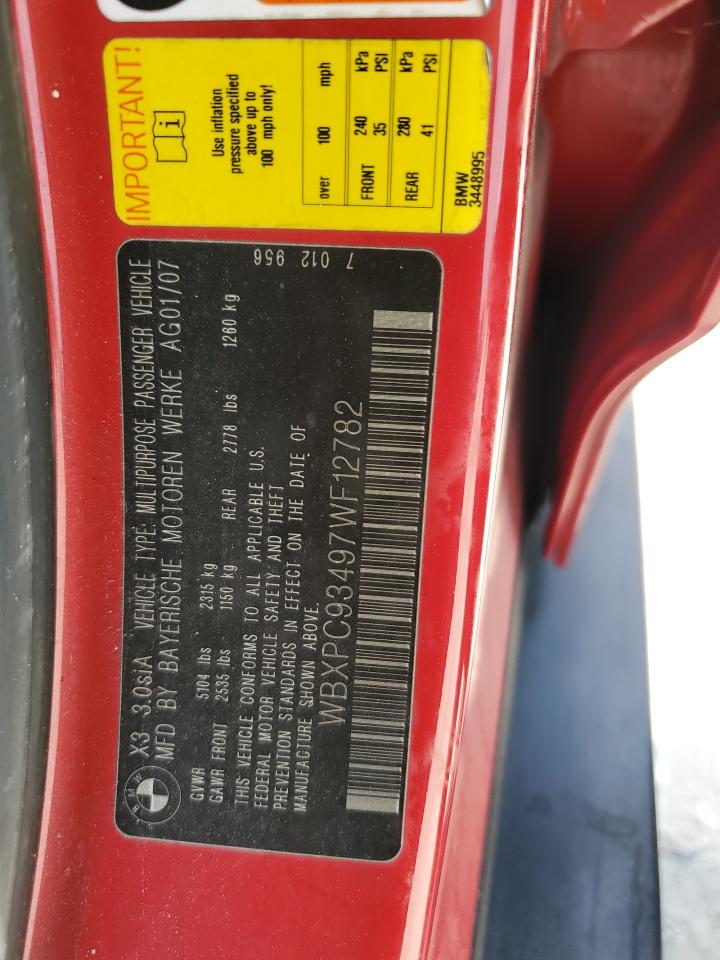 IMPORTANT!
i
Use inflation
pressure specified
above up to
100 mph only!
over 100 mph
FRONT 240 kPa
35 PSI
REAR 280 kPa
41 PSI
BMW
3448995
BMW
X3 3.0siA VEHICLE TYPE: MULTIPURPOSE PASSENGER VEHICLE
MFD BY BAYERISCHE MOTOREN WERKE AG01/07
GVWR 5104 lbs 2315 kg
GAWR FRONT 2535 lbs 1150 kg REAR 2778 lbs 1260 kg
THIS VEHICLE CONFORMS TO ALL APPLICABLE U.S.
FEDERAL MOTOR VEHICLE SAFETY AND THEFT
PREVENTION STANDARDS IN EFFECT ON THE DATE OF
MANUFACTURE SHOWN ABOVE.
WBXPC93497WF12782
7 012 956